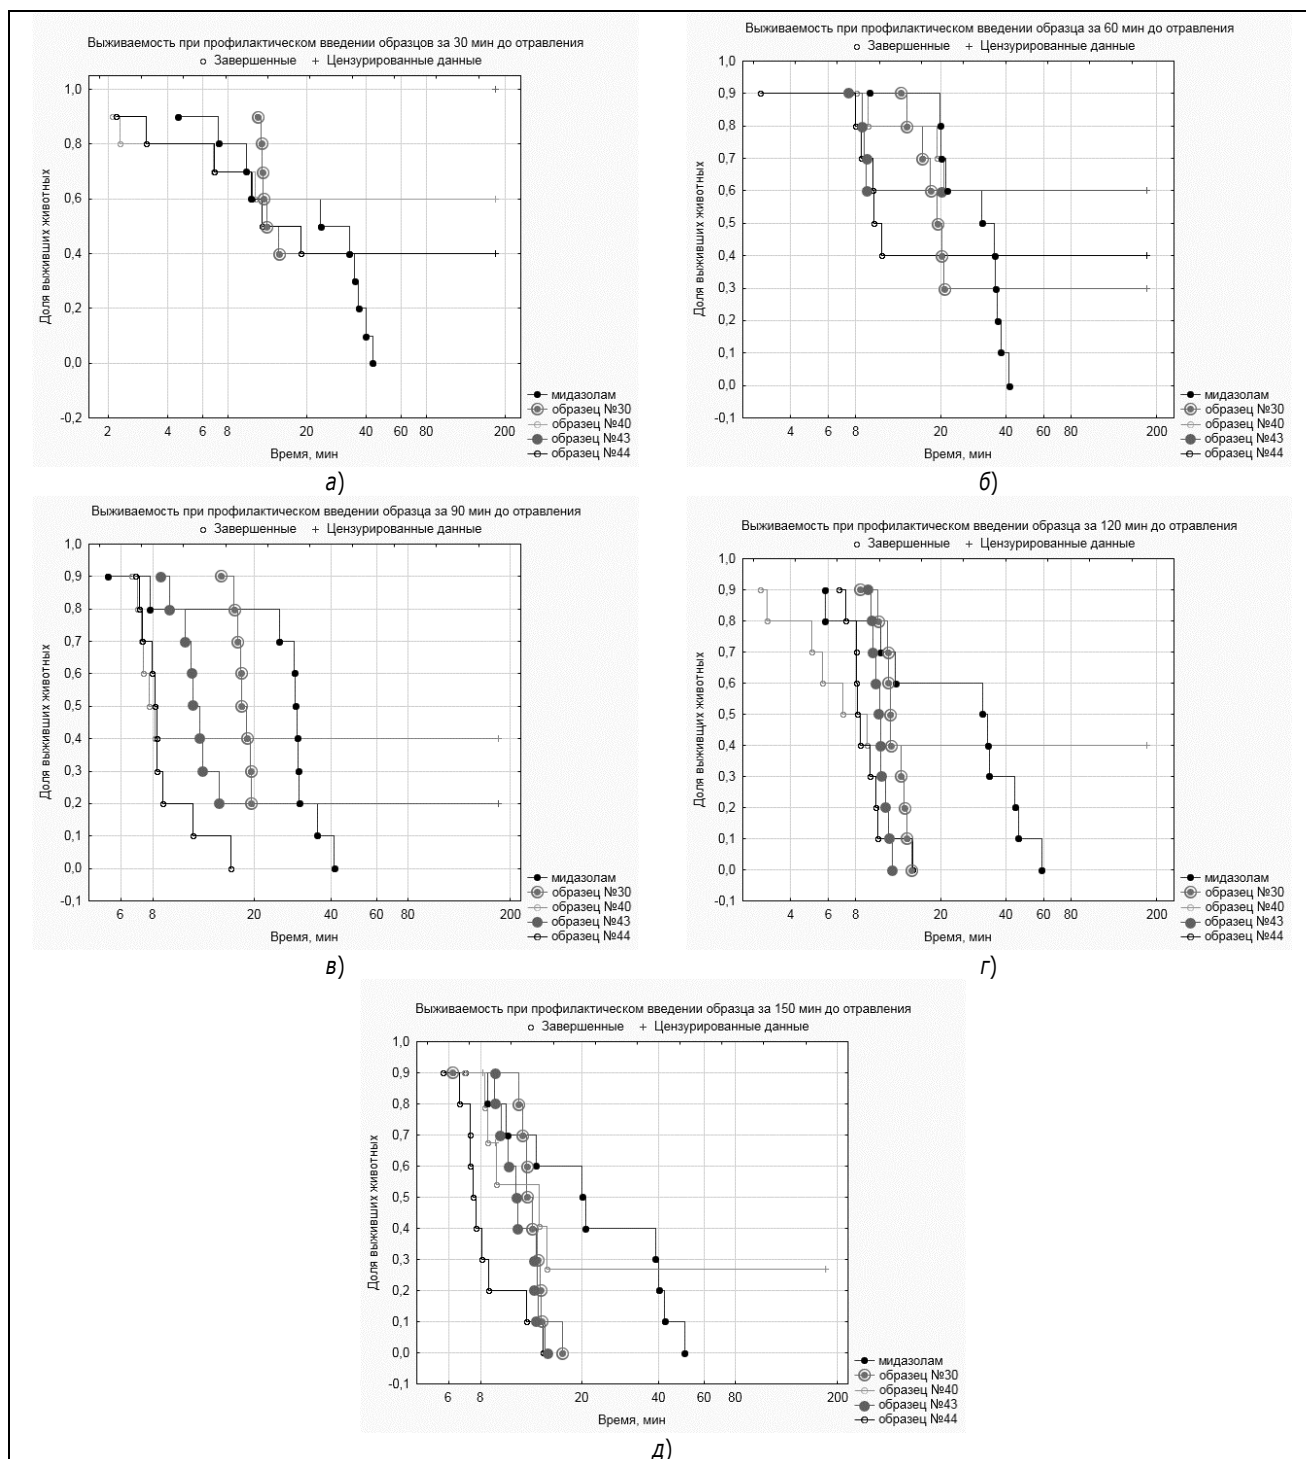 Выживаемость при профилактическом введении образцов за 30 мин до отравления
○ Завершенные + Цензурированные данные
1,0
0,8
0,6
0,4
0,2
0,0
-0,2
Доля выживших животных
2 4 6 8 20 40 60 80 200
Время, мин
мидазолам
образец №30
образец №40
образец №43
образец №44
а)
Выживаемость при профилактическом введении образца за 60 мин до отравления
○ Завершенные + Цензурированные данные
1,0
0,9
0,8
0,7
0,6
0,5
0,4
0,3
0,2
0,1
0,0
-0,1
Доля выживших животных
4 6 8 20 40 60 80 200
Время, мин
мидазолам
образец №30
образец №40
образец №43
образец №44
б)
Выживаемость при профилактическом введении образца за 90 мин до отравления
○ Завершенные + Цензурированные данные
1,0
0,9
0,8
0,7
0,6
0,5
0,4
0,3
0,2
0,1
0,0
-0,1
Доля выживших животных
6 8 20 40 60 80 200
Время, мин
мидазолам
образец №30
образец №40
образец №43
образец №44
в)
Выживаемость при профилактическом введении образца за 120 мин до отравления
○ Завершенные + Цензурированные данные
1,0
0,9
0,8
0,7
0,6
0,5
0,4
0,3
0,2
0,1
0,0
-0,1
Доля выживщих животных
4 6 8 20 40 60 80 200
Время, мин
мидазолам
образец №30
образец №40
образец №43
образец №44
г)
Выживаемость при профилактическом введении образца за 150 мин до отравления
○ Завершенные + Цензурированные данные
1,0
0,9
0,8
0,7
0,6
0,5
0,4
0,3
0,2
0,1
0,0
-0,1
Доля выживших животных
6 8 20 40 60 80 200
Время, мин
мидазолам
образец №30
образец №40
образец №43
образец №44
д)